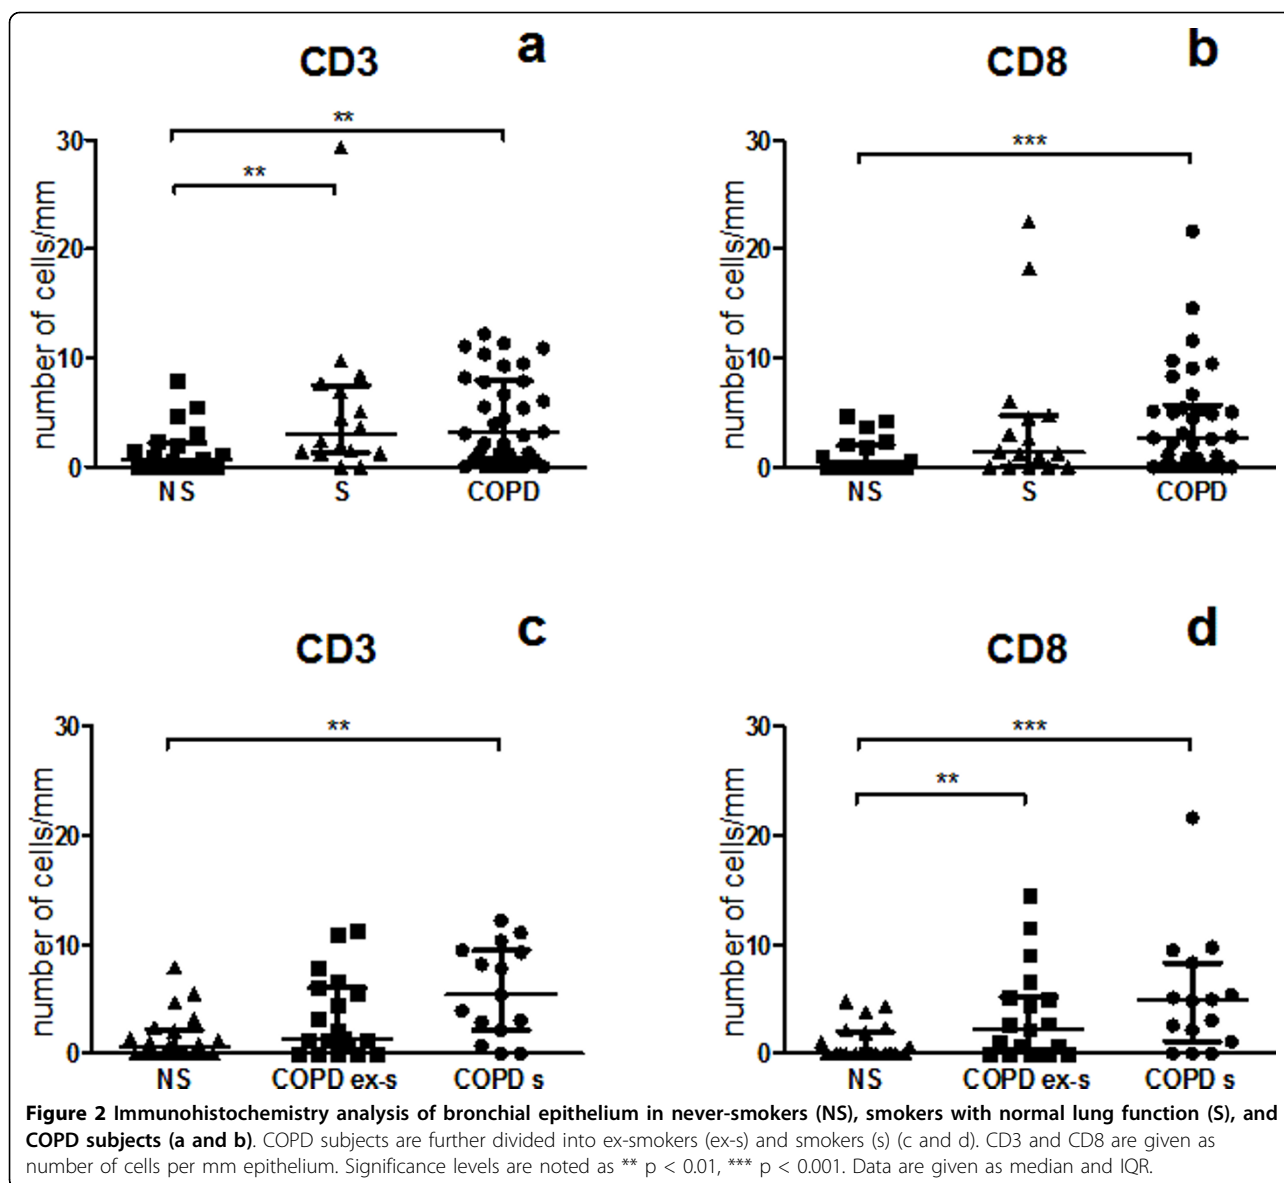 CD3 a
**
**
30
20
10
0
number of cells/mm
NS S COPD
CD8 b
***
30
20
10
0
number of cells/mm
NS S COPD
CD3 c
**
30
20
10
0
number of cells/mm
NS COPD ex-s COPD s
CD8 d
***
**
30
20
10
0
number of cells/mm
NS COPD ex-s COPD s
Figure 2 Immunohistochemistry analysis of bronchial epithelium in never-smokers (NS), smokers with normal lung function (S), and
COPD subjects (a and b). COPD subjects are further divided into ex-smokers (ex-s) and smokers (s) (c and d). CD3 and CD8 are given as
number of cells per mm epithelium. Significance levels are noted as ** p < 0.01, *** p < 0.001. Data are given as median and IQR.